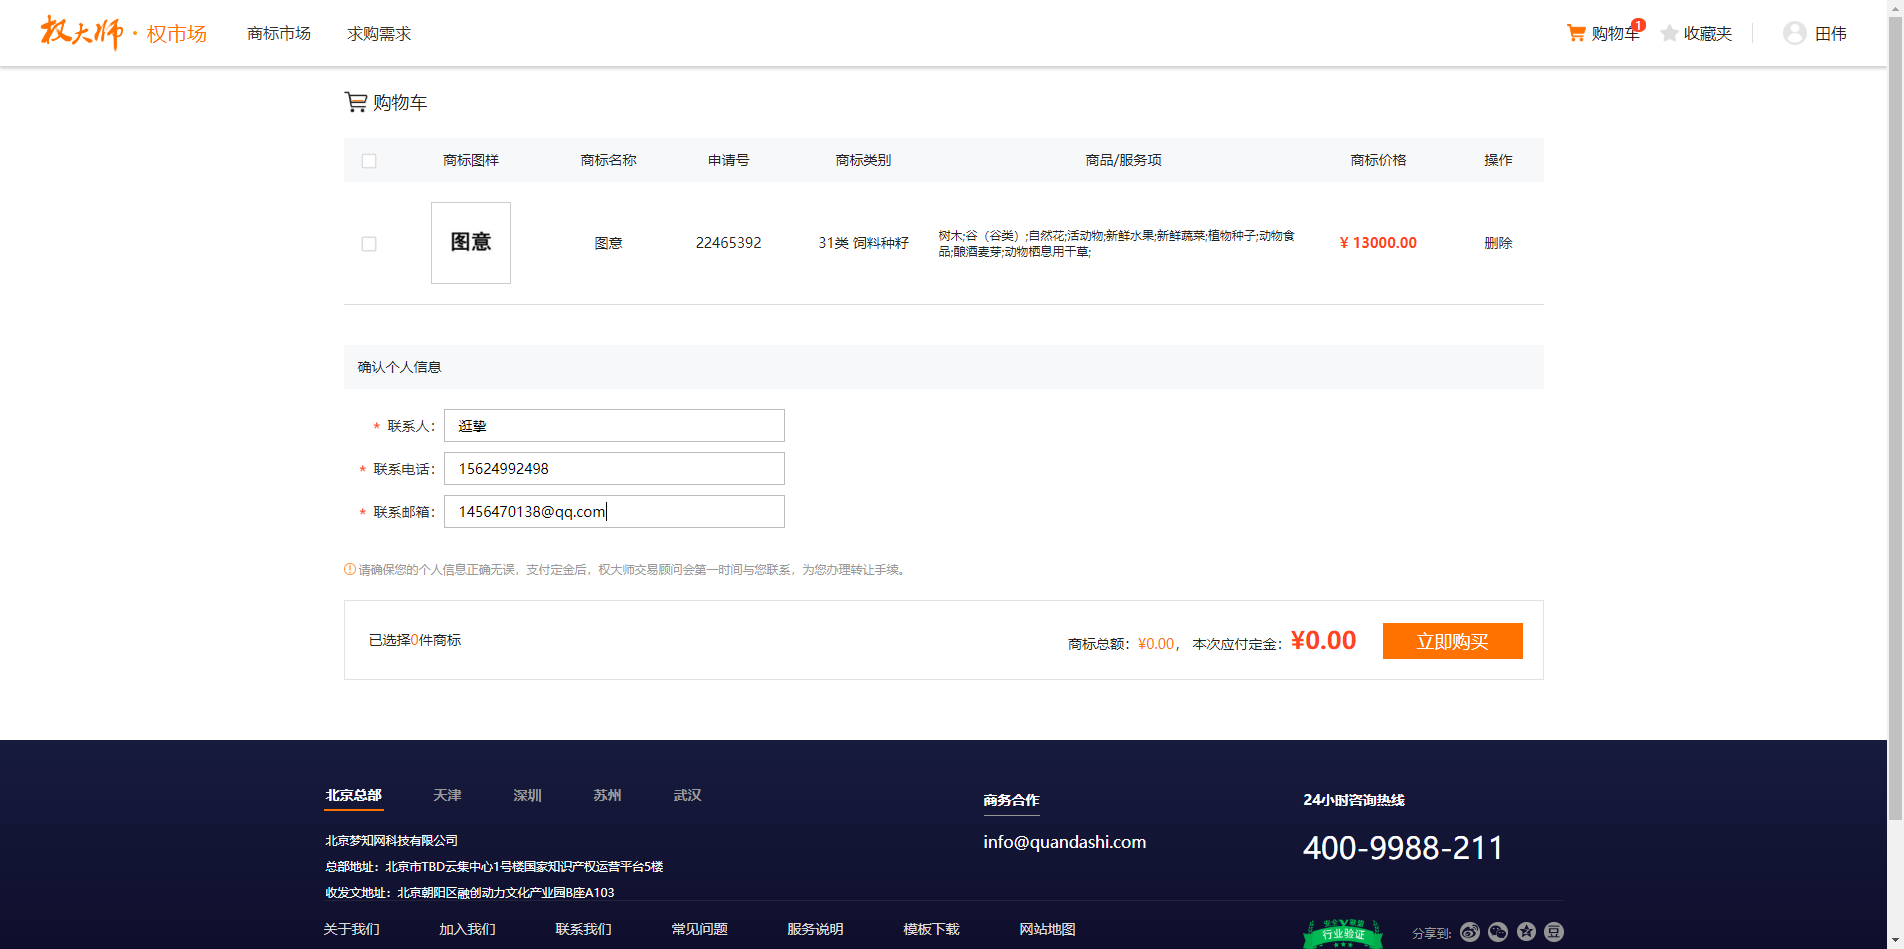 权大师·权市场 商标市场 求购需求 购物车 1 收藏夹 田伟
购物车
商标图样 商标名称 申请号 商标类别 商品/服务项 商标价格 操作
图意 图意 22465392 31类 饲料种籽 ¥ 13000.00 删除
树木;谷（谷类）;自然花;活动物;新鲜水果;新鲜蔬菜;植物种子;动物食
品;酿酒麦芽;动物栖息用干草;
确认个人信息
* 联系人： 逛挚
* 联系电话： 15624992498
* 联系邮箱： 1456470138@qq.com
请确保您的个人信息正确无误，支付定金后，权大师交易顾问会第一时间与您联系，为您办理转让手续。
已选择0件商标 商标总额：¥0.00， 本次应付定金：¥0.00 立即购买
北京总部 天津 深圳 苏州 武汉
商务合作
24小时咨询热线
北京梦知网科技有限公司
info@quandashi.com
400-9988-211
总部地址：北京市TBD云集中心1号楼国家知识产权运营平台5楼
收发文地址：北京朝阳区融创动力文化产业园B座A103
关于我们 加入我们 联系我们 常见问题 服务说明 模板下载 网站地图
行业验证
分享到:
豆